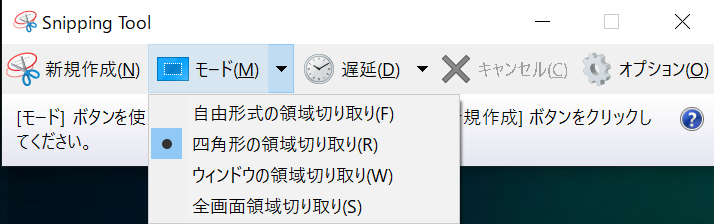 Snipping Tool
新規作成(N) モード(M) 遅延(D) キャンセル(C) オプション(O)
[モード] ボタンを使
規作成] ボタンをクリックし
てください。
自由形式の領域切り取り(F)
四角形の領域切り取り(R)
ウィンドウの領域切り取り(W)
全画面領域切り取り(S)